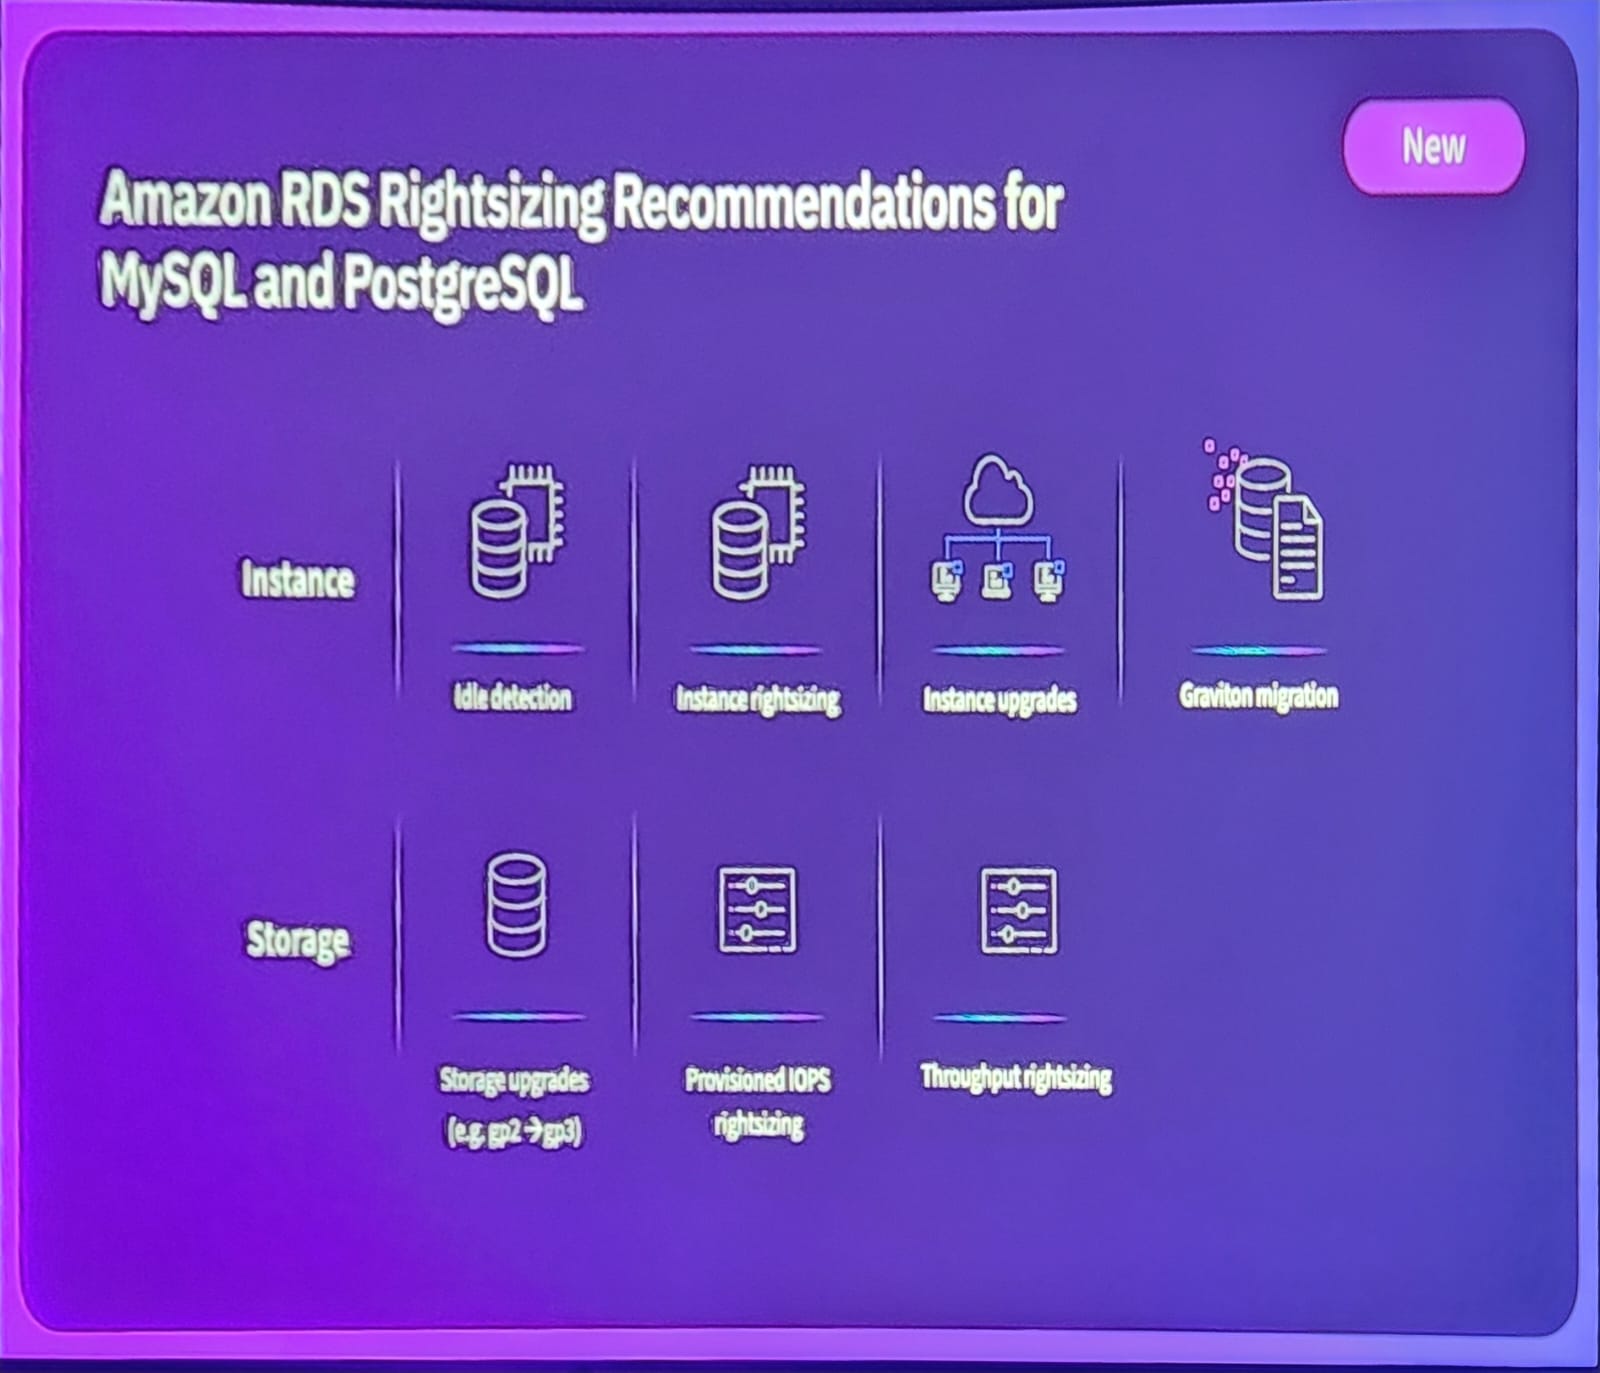 New
Amazon RDS Rightsizing Recommendations for
MySQL and PostgreSQL
Instance
Idle detection
Instance rightsizing
Instance upgrades
Graviton migration
Storage
Storage upgrades
(e.g. gp2→gp3)
Provisioned IOPS
rightsizing
Throughput rightsizing